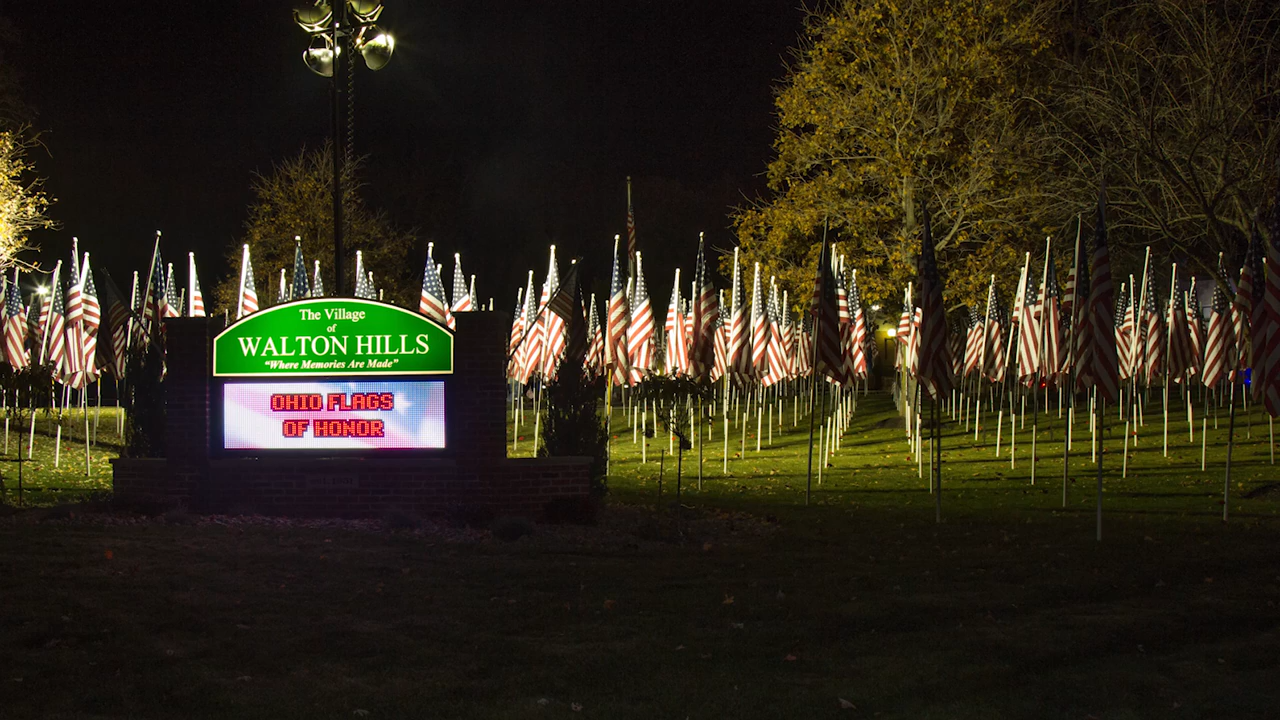 The Village
of
WALTON HILLS
"Where Memories Are Made"
OHIO FLAGS
OF HONOR